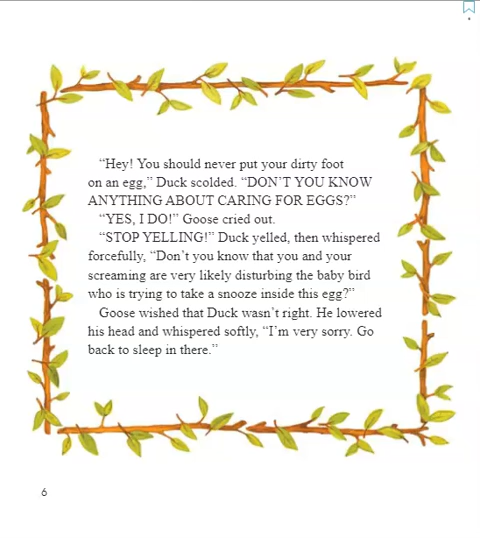 “Hey! You should never put your dirty foot
on an egg,” Duck scolded. “DON’T YOU KNOW
ANYTHING ABOUT CARING FOR EGGS?”
“YES, I DO!” Goose cried out.
“STOP YELLING!” Duck yelled, then whispered
forcefully, “Don’t you know that you and your
screaming are very likely disturbing the baby bird
who is trying to take a snooze inside this egg?”
Goose wished that Duck wasn’t right. He lowered
his head and whispered softly, “I’m very sorry. Go
back to sleep in there.”
6